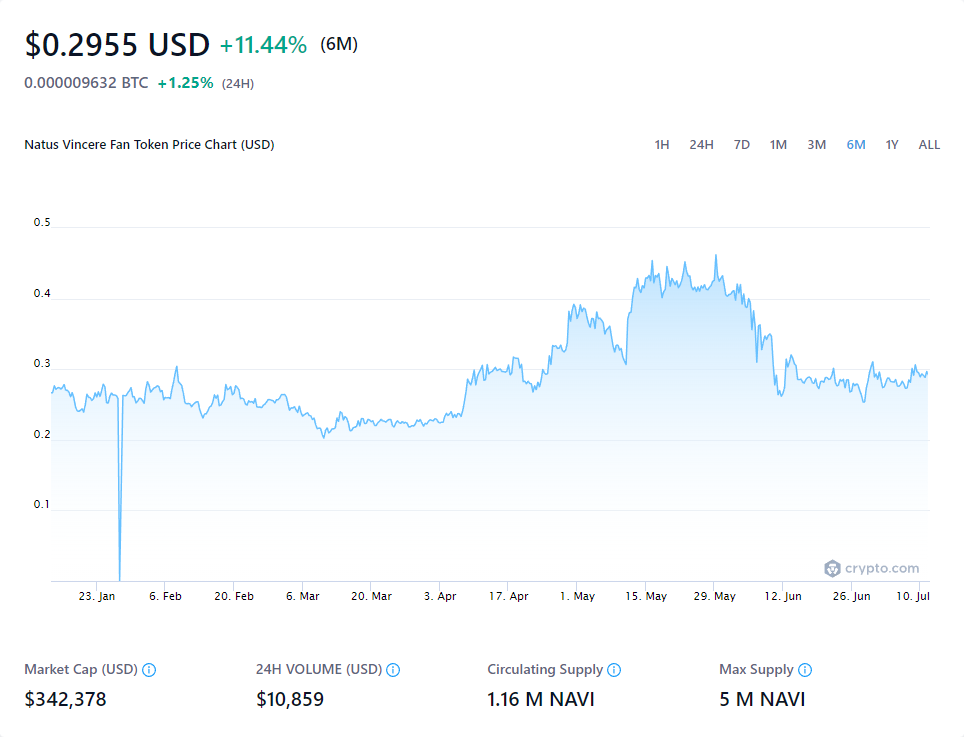 $0.2955 USD +11.44% (6M)
0.000009632 BTC +1.25% (24H)
Natus Vincere Fan Token Price Chart (USD) 1H 24H 7D 1M 3M 6M 1Y ALL
0.5
0.4
0.3
0.2
0.1
crypto.com
23. Jan 6. Feb 20. Feb 6. Mar 20. Mar 3. Apr 17. Apr 1. May 15. May 29. May 12. Jun 26. Jun 10. Jul
Market Cap (USD) 24H VOLUME (USD) Circulating Supply Max Supply
$342,378 $10,859 1.16 M NAVI 5 M NAVI